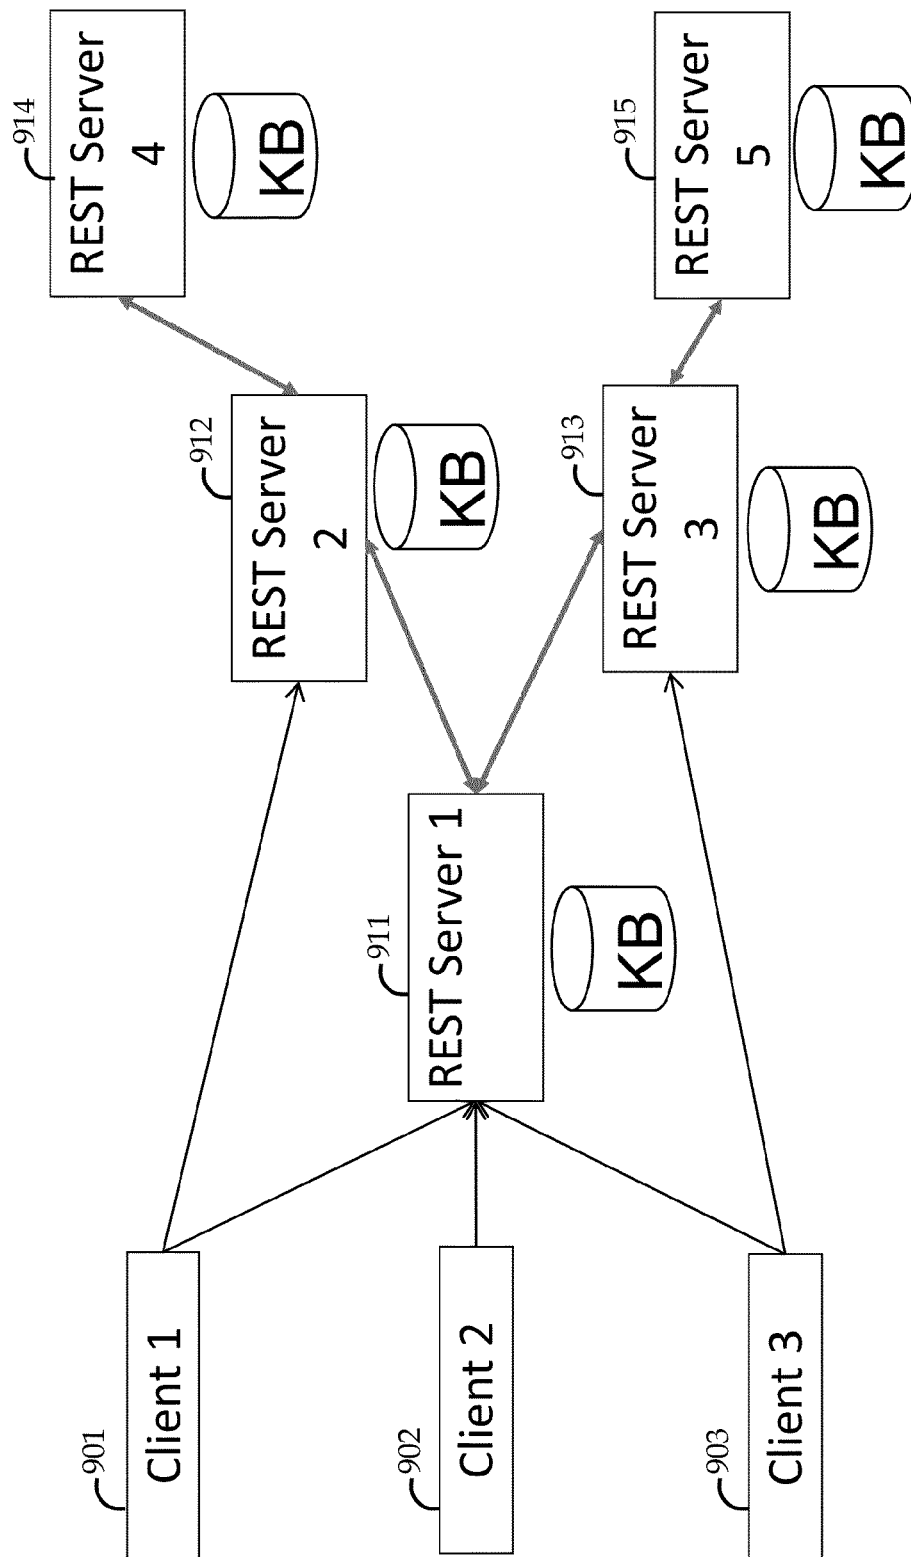 901
Client 1
902
Client 2
903
Client 3
911
REST Server 1
KB
912
REST Server
2
KB
913
REST Server
3
KB
914
REST Server
4
KB
915
REST Server
5
KB